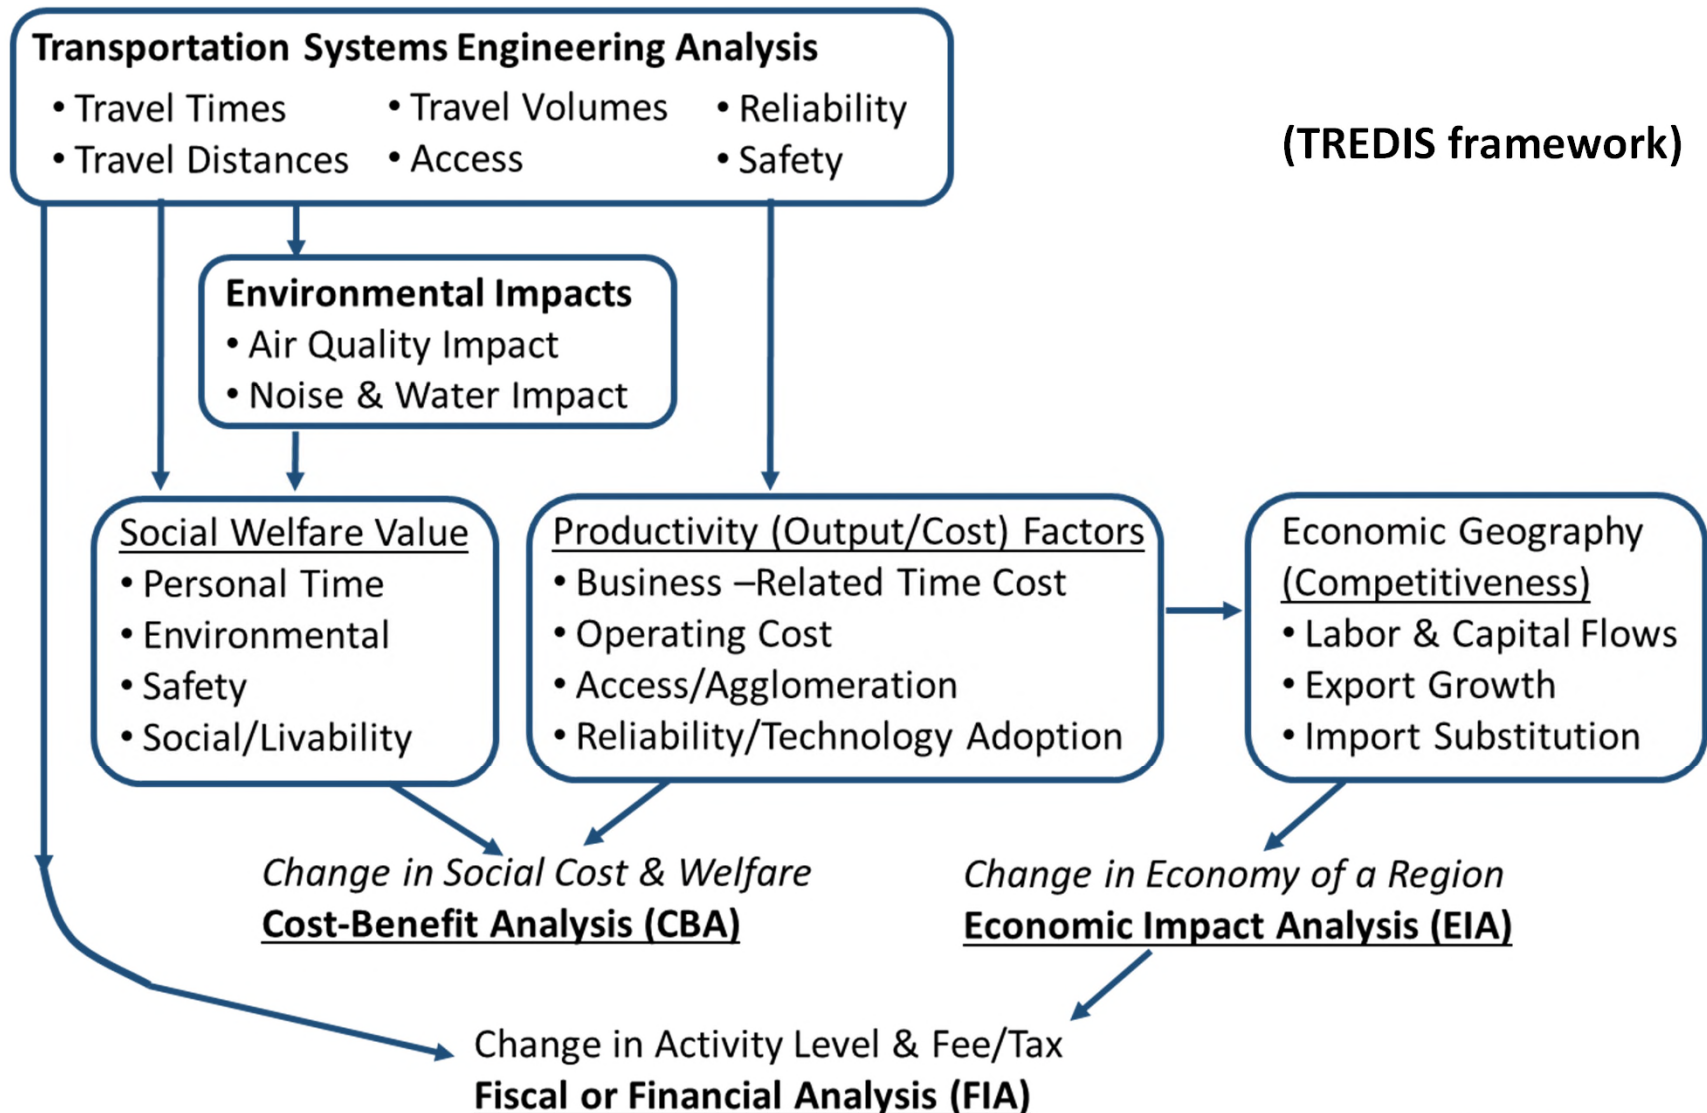 Transportation Systems Engineering Analysis
• Travel Times • Travel Volumes • Reliability
• Travel Distances • Access • Safety
(TREDIS framework)
Environmental Impacts
• Air Quality Impact
• Noise & Water Impact
Social Welfare Value
• Personal Time
• Environmental
• Safety
• Social/Livability
Productivity (Output/Cost) Factors
• Business –Related Time Cost
• Operating Cost
• Access/Agglomeration
• Reliability/Technology Adoption
Economic Geography
(Competitiveness)
• Labor & Capital Flows
• Export Growth
• Import Substitution
Change in Social Cost & Welfare
Cost-Benefit Analysis (CBA)
Change in Economy of a Region
Economic Impact Analysis (EIA)
Change in Activity Level & Fee/Tax
Fiscal or Financial Analysis (FIA)